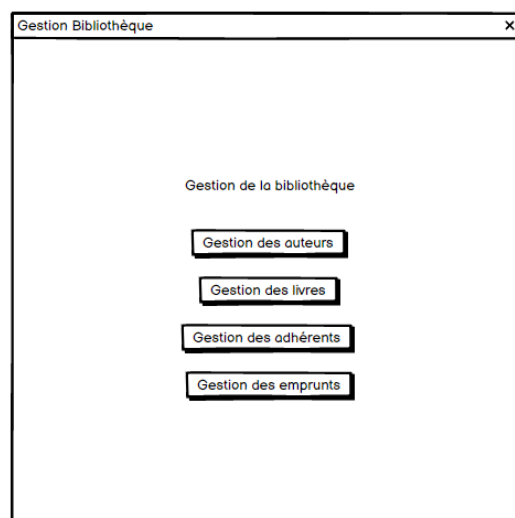 Gestion Bibliothèque
Gestion de la bibliothèque
Gestion des auteurs
Gestion des livres
Gestion des adhérents
Gestion des emprunts